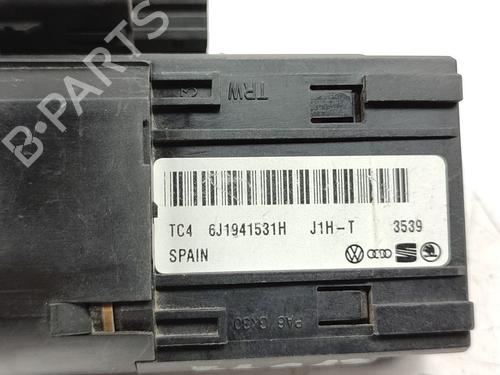 B-PARTS
TRW
TC4 6J1941531H J1H-T 3539
SPAIN